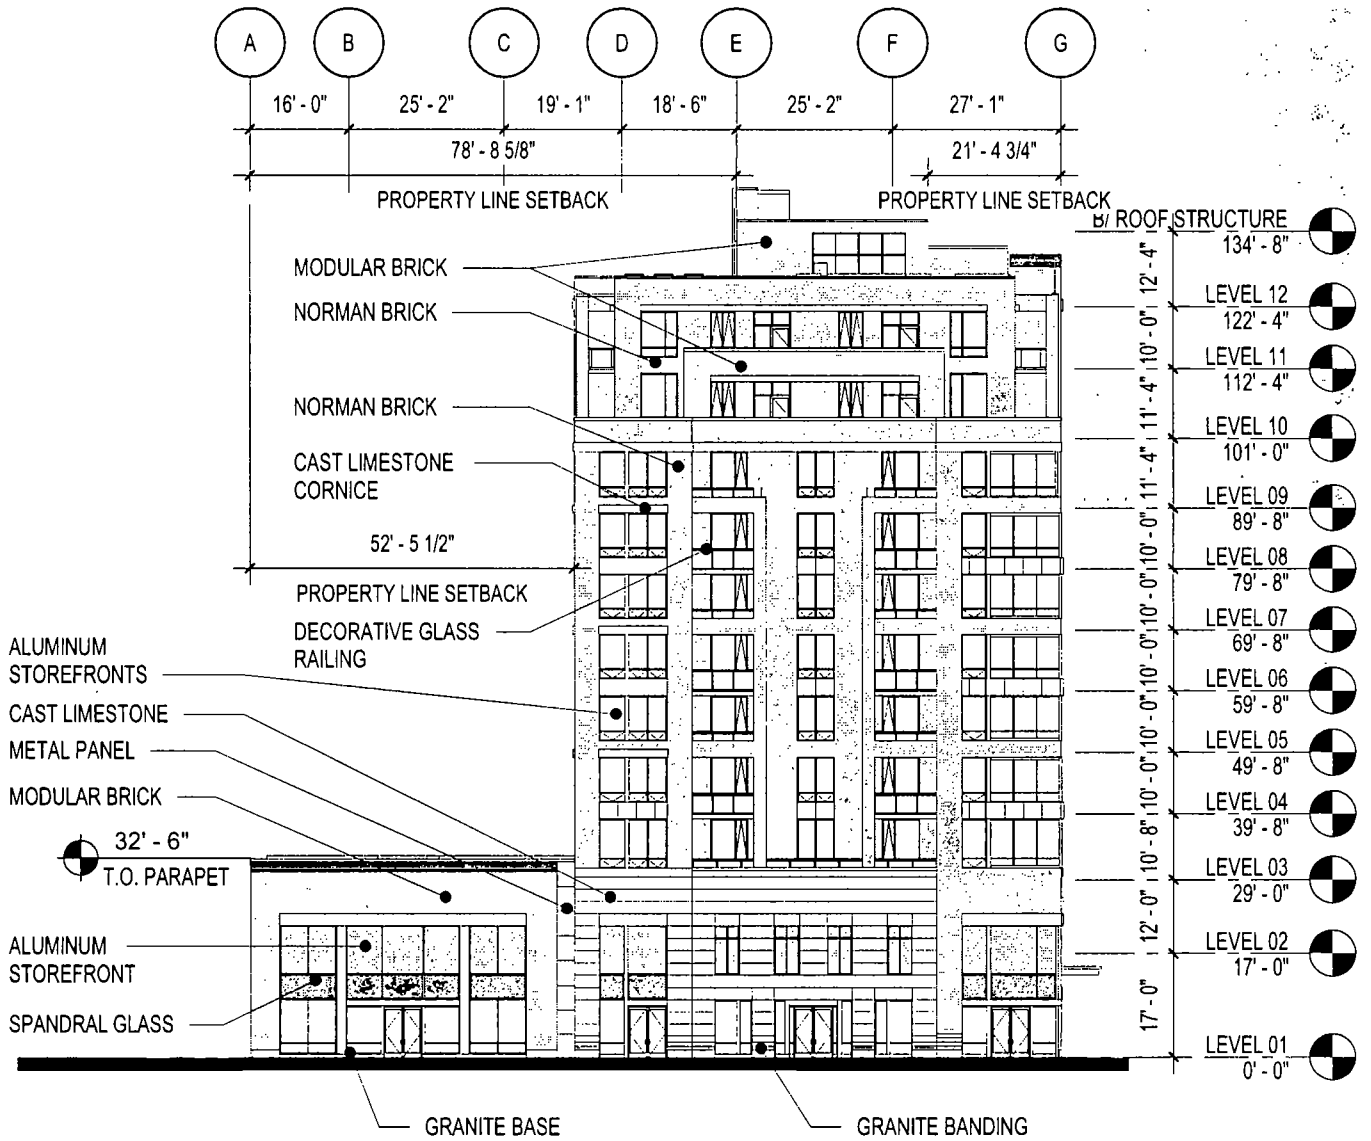 A B C D E F G
16' - 0" 25' - 2" 19' - 1" 18' - 6" 25' - 2" 27' - 1"
78' - 8 5/8" 21' - 4 3/4"
PROPERTY LINE SETBACK PROPERTY LINE SETBACK
B/ ROOF STRUCTURE
134' - 8"
12' - 4"
MODULAR BRICK
LEVEL 12
122' - 4"
NORMAN BRICK
10' - 0"
LEVEL 11
112' - 4"
11' - 4"
NORMAN BRICK
LEVEL 10
101' - 0"
CAST LIMESTONE
CORNICE
11' - 4"
LEVEL 09
89' - 8"
52' - 5 1/2"
10' - 0"
LEVEL 08
79' - 8"
PROPERTY LINE SETBACK
10' - 0"
DECORATIVE GLASS
RAILING
LEVEL 07
69' - 8"
ALUMINUM
STOREFRONTS
10' - 0"
LEVEL 06
59' - 8"
CAST LIMESTONE
10' - 0"
METAL PANEL
LEVEL 05
49' - 8"
MODULAR BRICK
10' - 0"
LEVEL 04
39' - 8"
32' - 6"
T.O. PARAPET
10' - 8"
LEVEL 03
29' - 0"
12' - 0"
ALUMINUM
STOREFRONT
LEVEL 02
17' - 0"
SPANDRAL GLASS
17' - 0"
LEVEL 01
0' - 0"
GRANITE BASE GRANITE BANDING